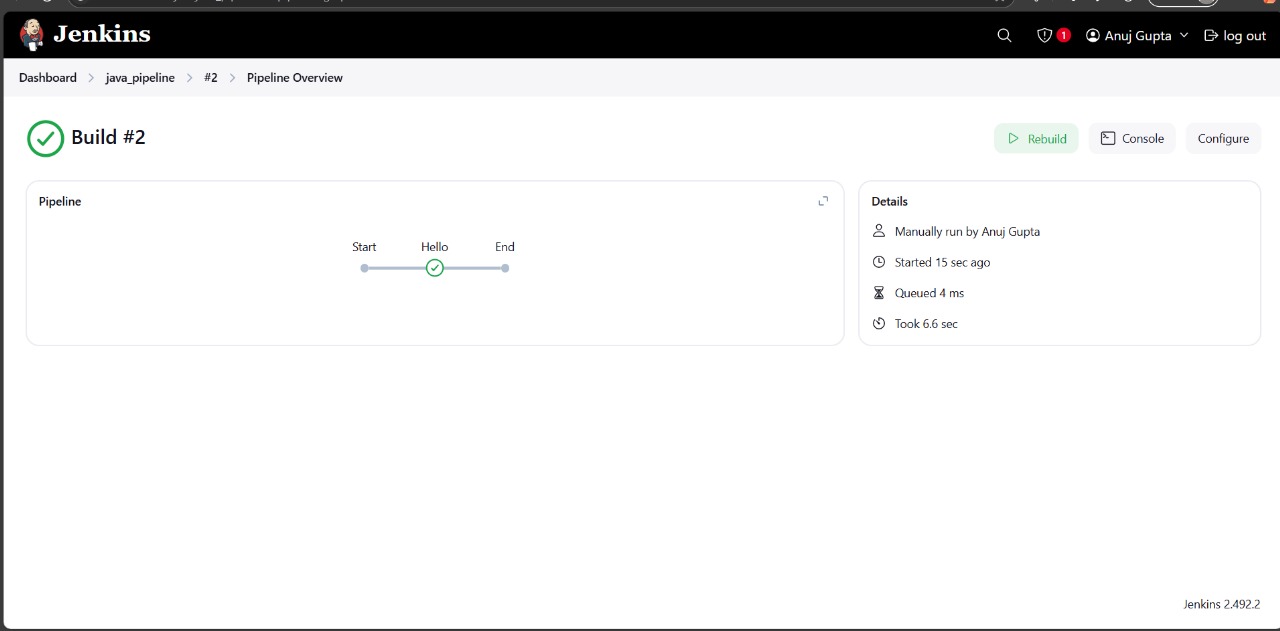 Jenkins
1
Anuj Gupta
log out
Dashboard > java_pipeline > #2 > Pipeline Overview
Build #2
Rebuild
Console
Configure
Pipeline
Start Hello End
Details
Manually run by Anuj Gupta
Started 15 sec ago
Queued 4 ms
Took 6.6 sec
Jenkins 2.492.2